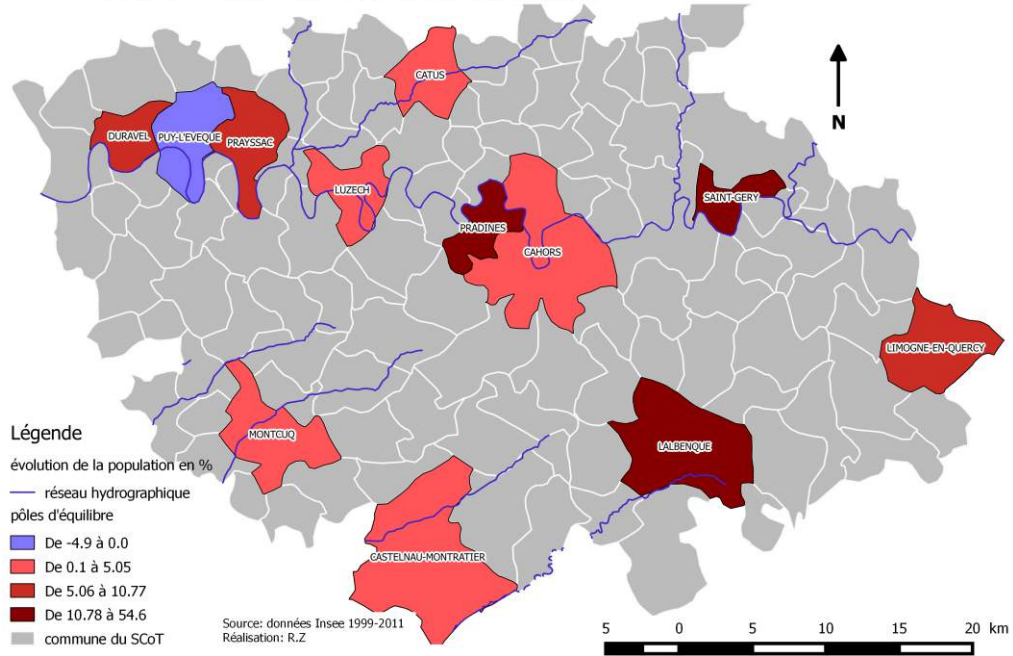 CATUS
N
DURAVEL
PUY-L'EVEQUE
PRAYSSAC
LUZECH
SAINT-GERY
PRADINES
CAHORS
LIMOGNE-EN-QUERCY
MONTCUQ
LALBENQUE
CASTELNAU-MONTRATIER
Légende
évolution de la population en %
réseau hydrographique
pôles d'équilibre
De -4.9 à 0.0
De 0.1 à 5.05
De 5.06 à 10.77
De 10.78 à 54.6
commune du SCoT
Source: données Insee 1999-2011
Réalisation: R.Z
5 0 5 10 15 20 km